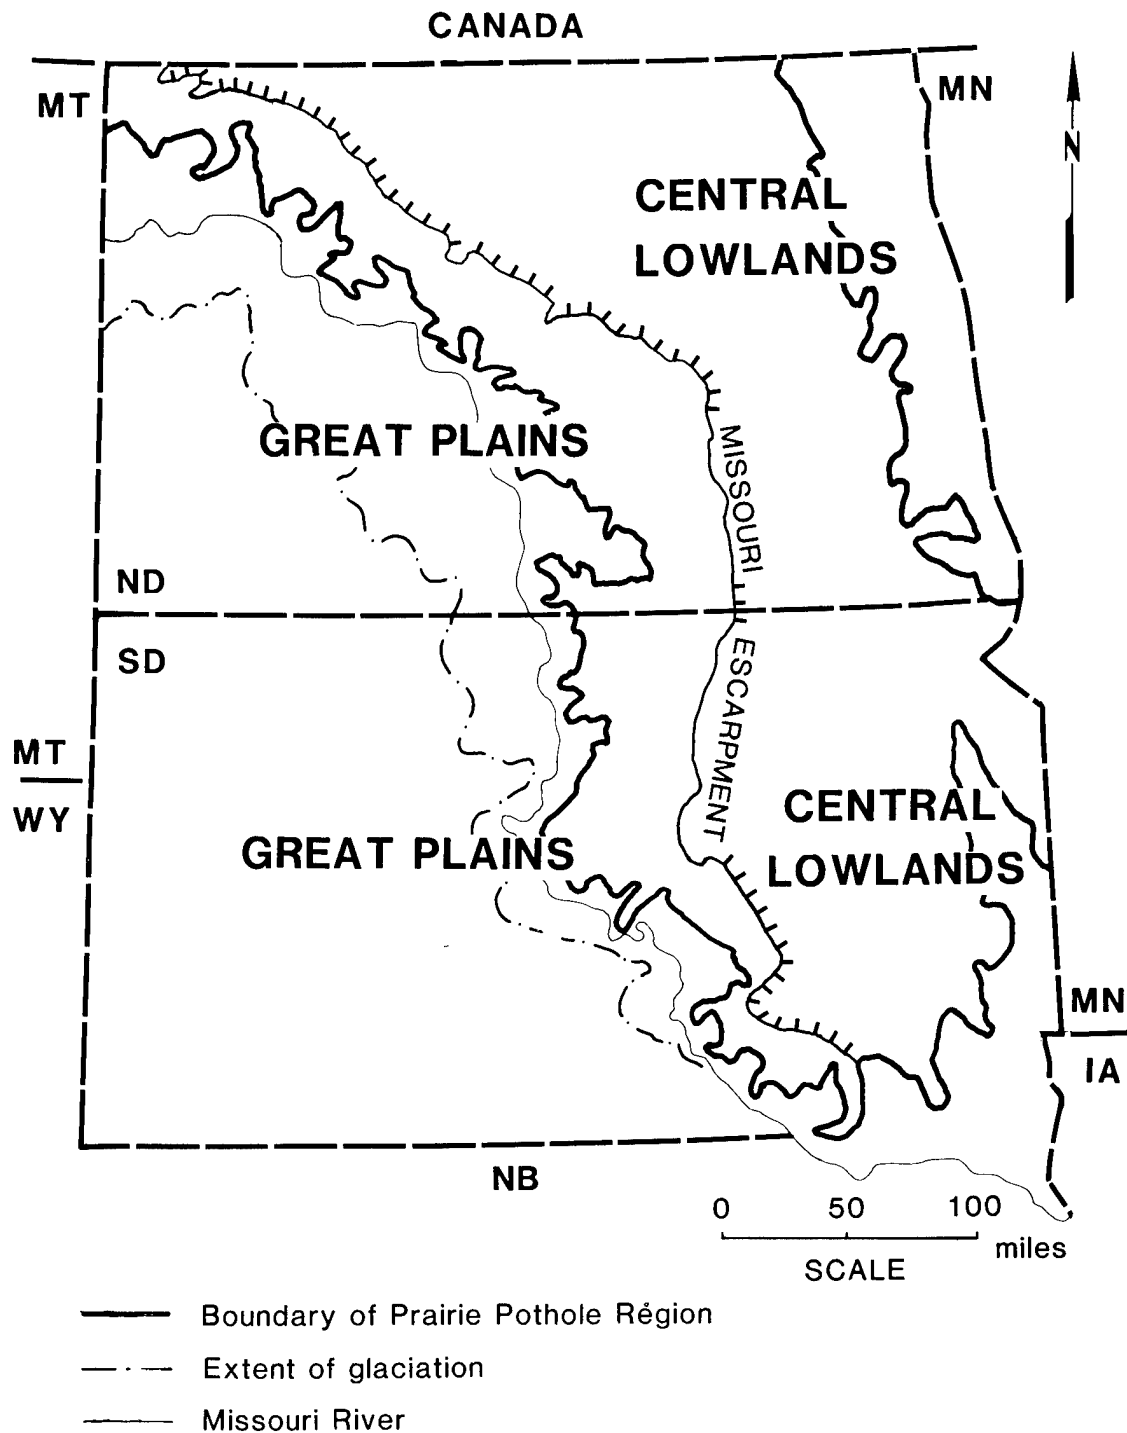 CANADA
MT
MN
N
CENTRAL
LOWLANDS
GREAT PLAINS
MISSOURI
ND
SD
ESCARPMENT
MT
WY
CENTRAL
LOWLANDS
GREAT PLAINS
MN
IA
NB
0 50 100
miles
SCALE
Boundary of Prairie Pothole Région
Extent of glaciation
Missouri River